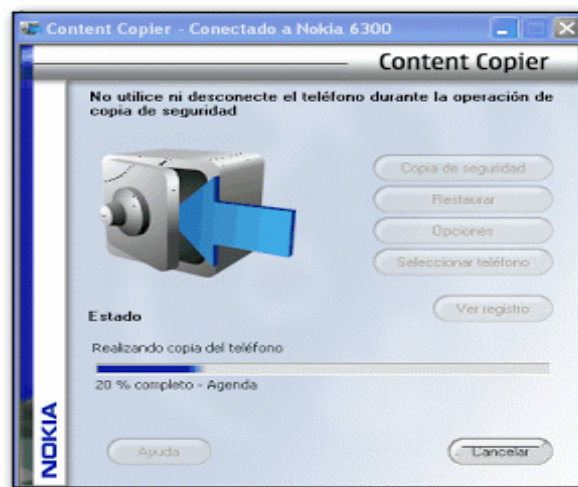 Content Copier - Conectado a Nokia 6300
Content Copier
No utilice ni desconecte el teléfono durante la operación de
copia de seguridad
Copia de seguridad
Restaurar
Opciones
Seleccionar teléfono
Ver registro
Estado
Realizando copia del teléfono
20 % completo - Agenda
NOKIA
Ayuda
Cancelar